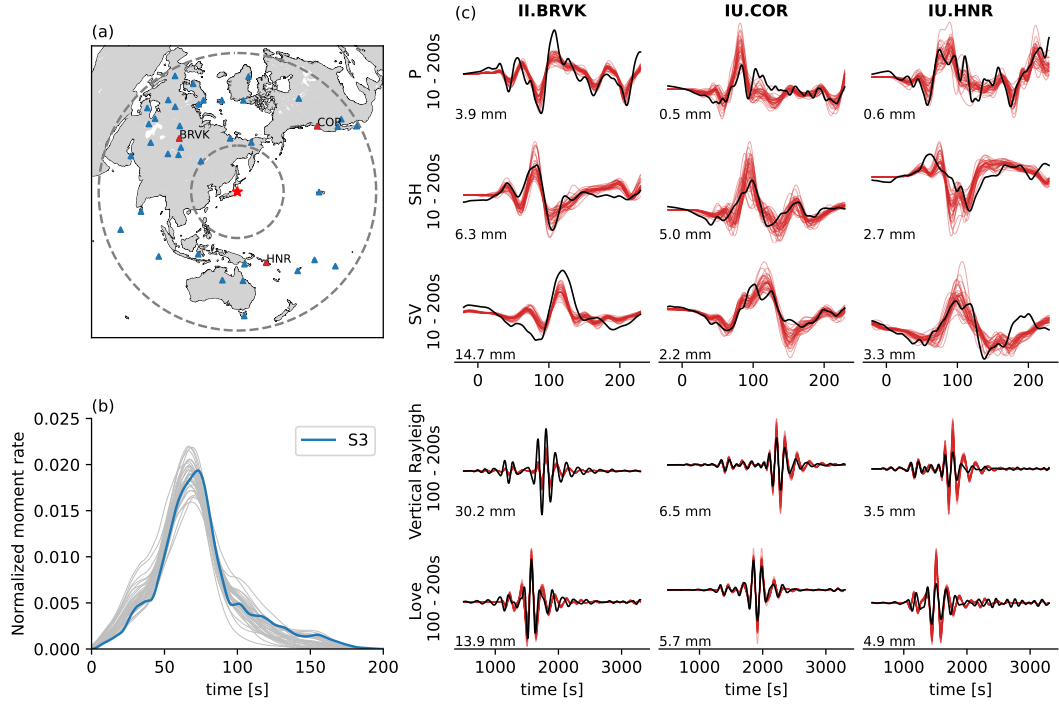 (a)
BRVK
COR
HNR
(b)
Normalized moment rate
0.025
0.020
0.015
0.010
0.005
0.000
S3
0 50 100 150 200
time [s]
(c)
II.BRVK IU.COR IU.HNR
P
10 - 200s
3.9 mm 0.5 mm 0.6 mm
SH
10 - 200s
6.3 mm 5.0 mm 2.7 mm
SV
10 - 200s
14.7 mm 2.2 mm 3.3 mm
0 100 200 0 100 200 0 100 200
Vertical Rayleigh
100 - 200s
30.2 mm 6.5 mm 3.5 mm
Love
100 - 200s
13.9 mm 5.7 mm 4.9 mm
1000 2000 3000 1000 2000 3000 1000 2000 3000
time [s] time [s] time [s]